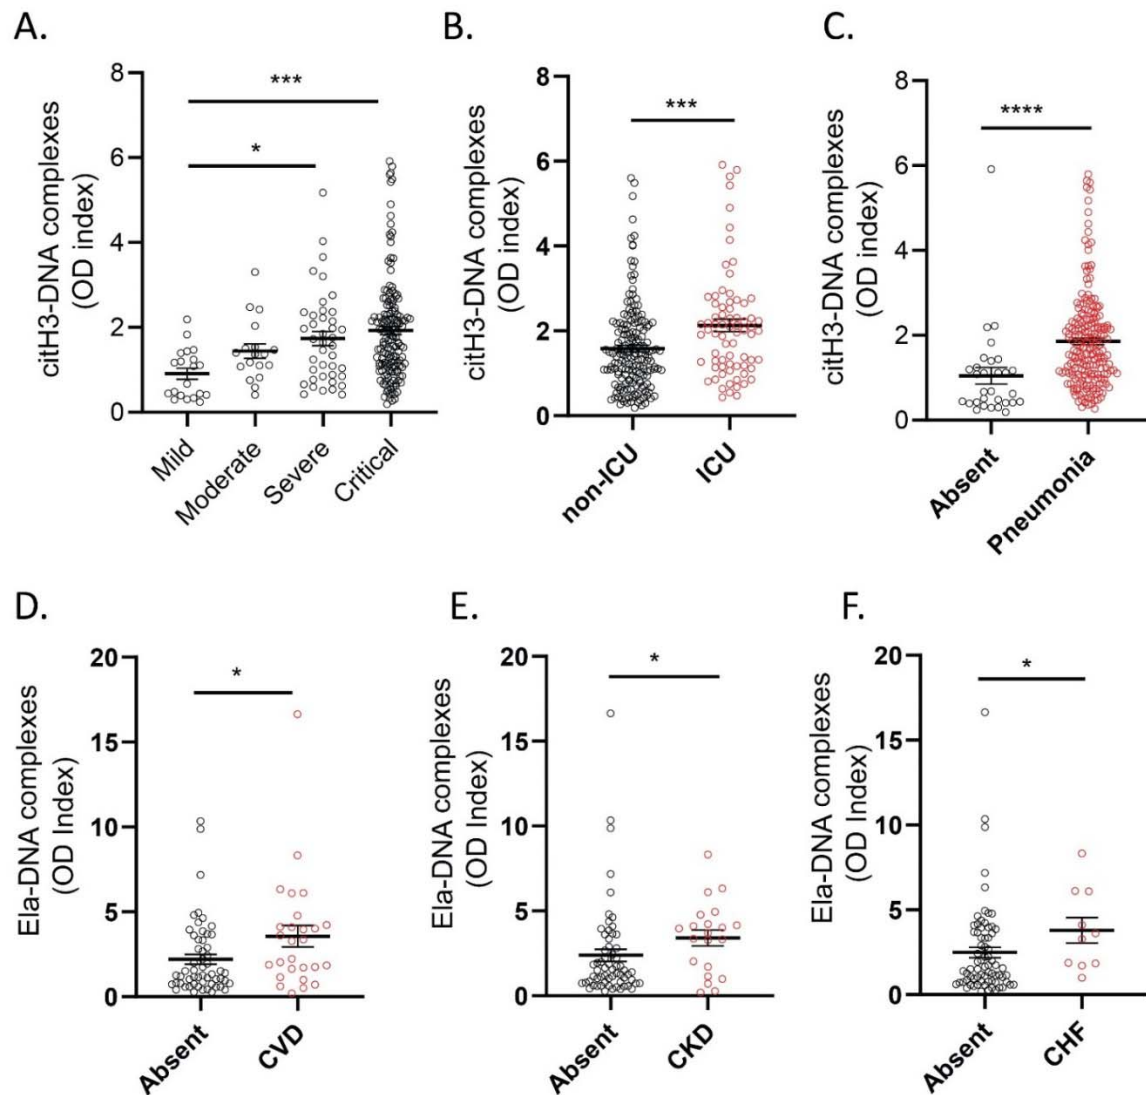 A.
citH3-DNA complexes
(OD index)
8
6
4
2
0
***
*
Mild
Moderate
Severe
Critical
B.
citH3-DNA complexes
(OD index)
8
6
4
2
0
***
non-ICU
ICU
C.
citH3-DNA complexes
(OD index)
8
6
4
2
0
****
Absent
Pneumonia
D.
Ela-DNA complexes
(OD Index)
20
15
10
5
0
*
Absent
CVD
E.
Ela-DNA complexes
(OD Index)
20
15
10
5
0
*
Absent
CKD
F.
Ela-DNA complexes
(OD Index)
20
15
10
5
0
*
Absent
CHF